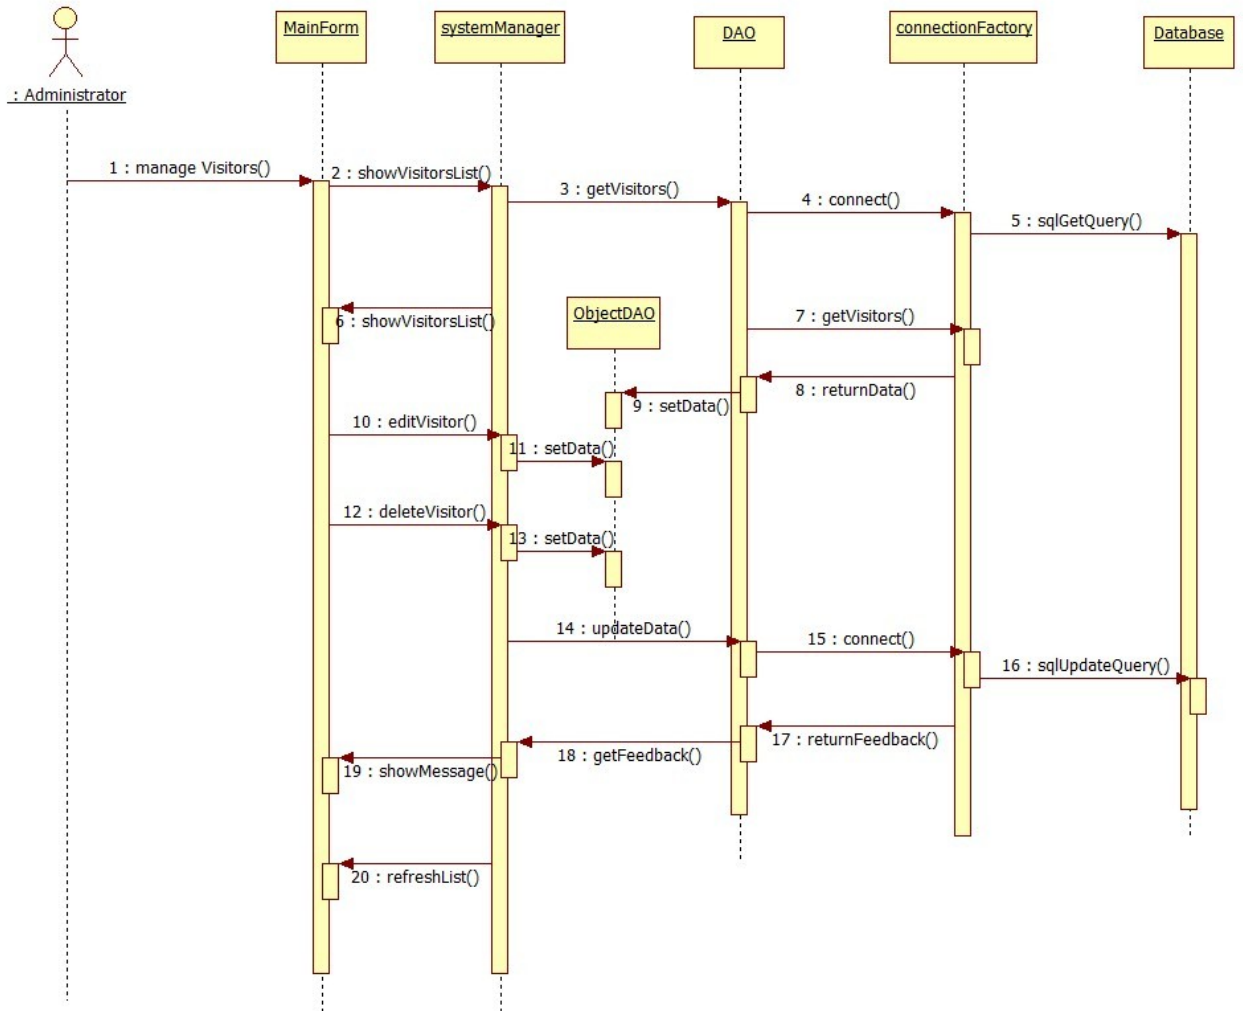 MainForm
systemManager
DAO
connectionFactory
Database
: Administrator
1 : manage Visitors()
2 : showVisitorsList()
3 : getVisitors()
4 : connect()
5 : sqlGetQuery()
6 : showVisitorsList()
ObjectDAO
7 : getVisitors()
8 : returnData()
9 : setData()
10 : editVisitor()
11 : setData()
12 : deleteVisitor()
13 : setData()
14 : updateData()
15 : connect()
16 : sqlUpdateQuery()
17 : returnFeedback()
18 : getFeedback()
19 : showMessage()
20 : refreshList()